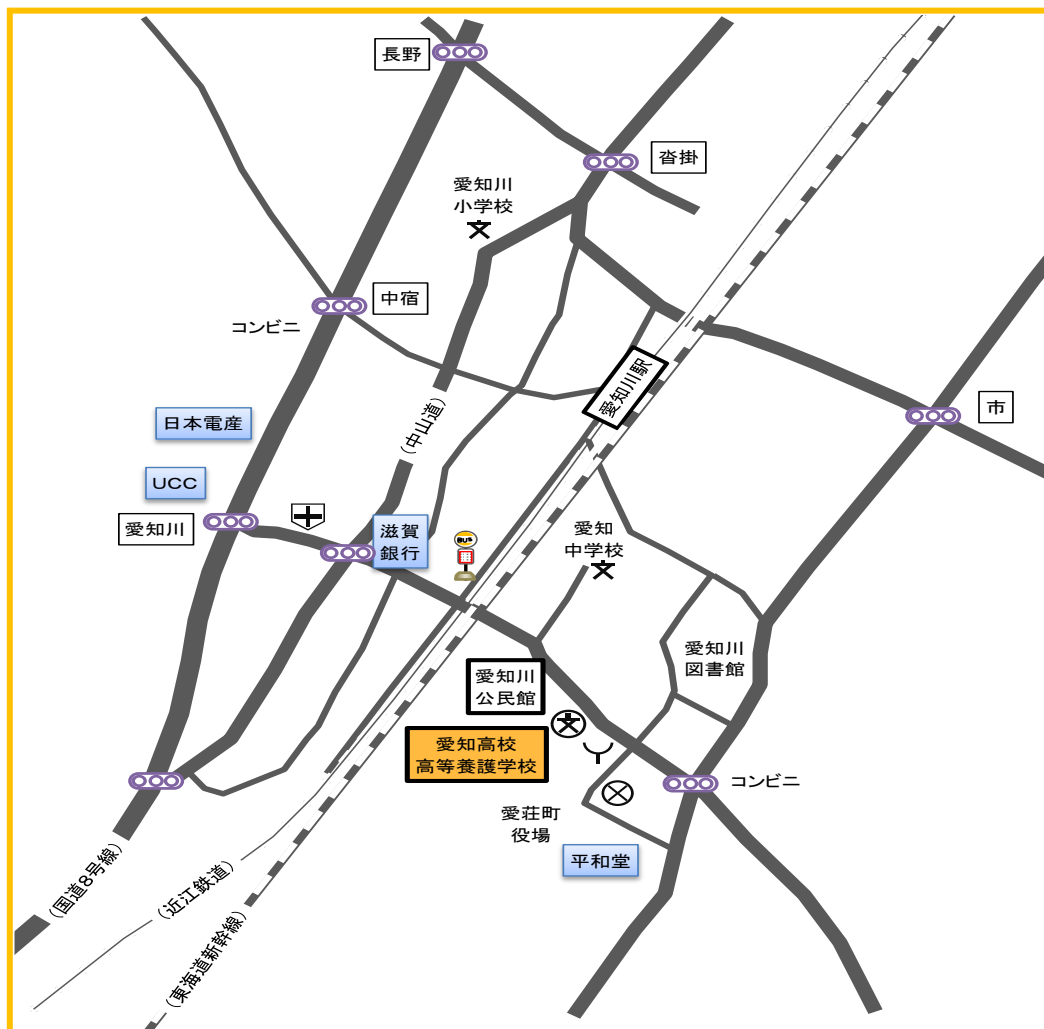 長野
沓掛
愛知川
小学校
中宿
コンビニ
愛知川駅
市
日本電産
(中山道)
UCC
愛知川
滋賀
銀行
BUS
愛知
中学校
愛知川
図書館
愛知川
公民館
愛知高校
高等養護学校
コンビニ
愛荘町
役場
平和堂
(国道8号線)
(近江鉄道)
(東海道新幹線)